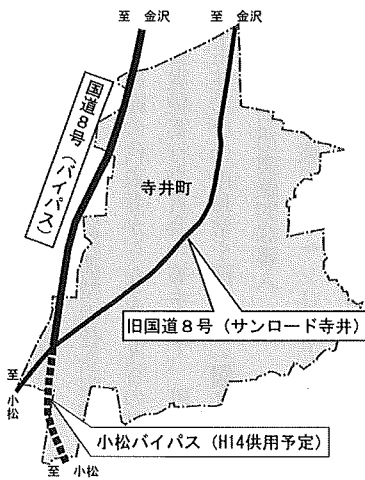 至 金沢
至 金沢
国道８号（バイパス）
寺井町
旧国道８号（サンロード寺井）
至 小松
小松バイパス（H14供用予定）
至 小松